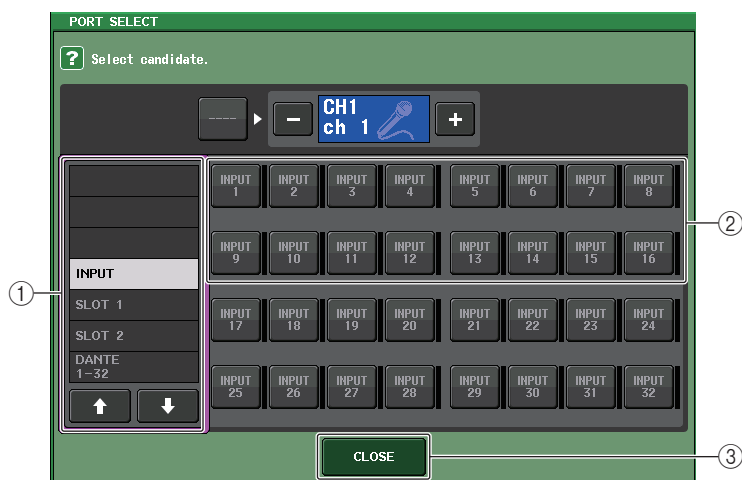 PORT SELECT
? Select candidate.
---- CH1 ch 1
− +
INPUT 1 INPUT 2 INPUT 3 INPUT 4 INPUT 5 INPUT 6 INPUT 7 INPUT 8
②
INPUT 9 INPUT 10 INPUT 11 INPUT 12 INPUT 13 INPUT 14 INPUT 15 INPUT 16
INPUT
①
SLOT 1
SLOT 2
DANTE
1-32
INPUT 17 INPUT 18 INPUT 19 INPUT 20 INPUT 21 INPUT 22 INPUT 23 INPUT 24
INPUT 25 INPUT 26 INPUT 27 INPUT 28 INPUT 29 INPUT 30 INPUT 31 INPUT 32
CLOSE
③